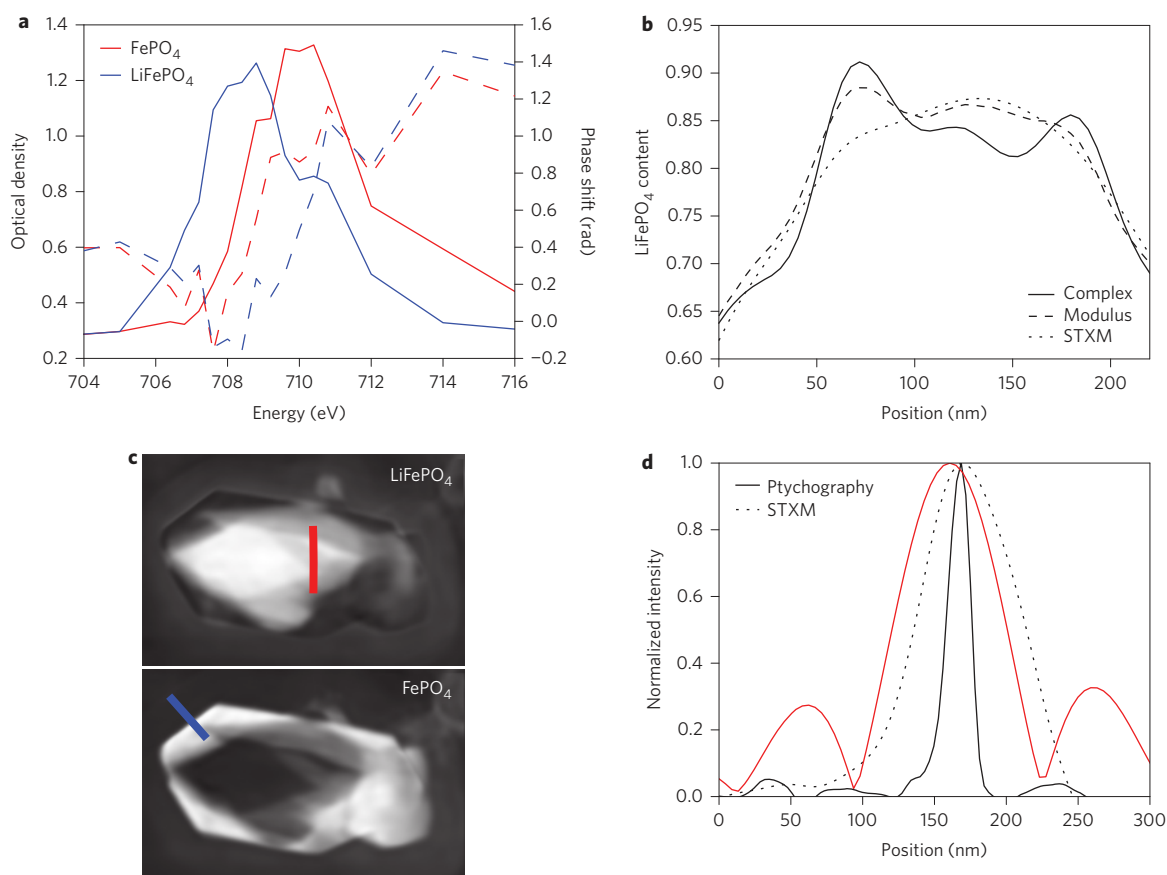 a
1.4
1.2
1.0
0.8
0.6
0.4
0.2
Optical density
1.6
1.4
1.2
1.0
0.8
0.6
0.4
0.2
0.0
−0.2
Phase shift (rad)
FePO4
LiFePO4
704 706 708 710 712 714 716
Energy (eV)
b
0.95
0.90
0.85
0.80
0.75
0.70
0.65
0.60
LiFePO4 content
Complex
Modulus
STXM
0 50 100 150 200
Position (nm)
c
LiFePO4
FePO4
d
1.0
0.8
0.6
0.4
0.2
0.0
Normalized intensity
Ptychography
STXM
0 50 100 150 200 250 300
Position (nm)